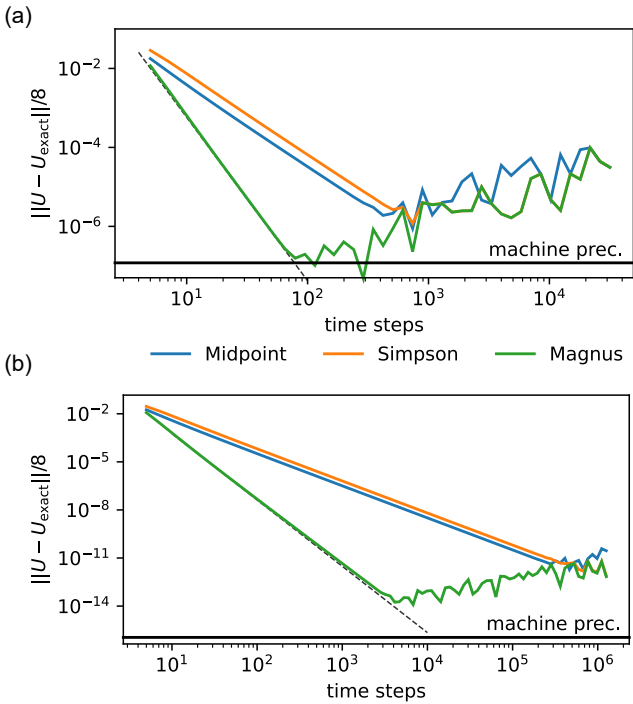 (a)
||U − U_exact||/8
10^−2
10^−4
10^−6
machine prec.
10^1 10^2 10^3 10^4
time steps
Midpoint Simpson Magnus
(b)
||U − U_exact||/8
10^−2
10^−5
10^−8
10^−11
10^−14
machine prec.
10^1 10^2 10^3 10^4 10^5 10^6
time steps